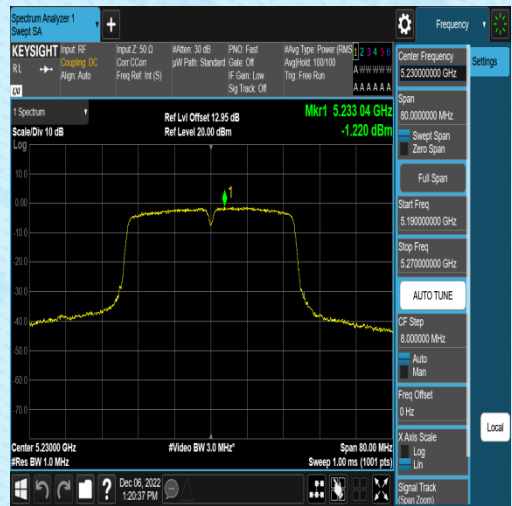 Spectrum Analyzer 1
Swept SA
Frequency
KEYSIGHT
RL
Input: RF
Coupling: DC
Align: Auto
Input Z: 50 Ω
Corr CCorr
Freq Ref: Int (S)
#Atten: 30 dB
µW Path: Standard
PNO: Fast
Gate: Off
IF Gain: Low
Sig Track: Off
#Avg Type: Power (RMS
Avg|Hold: 100/100
Trig: Free Run
1 2 3 4 5 6
A W W W W W
A A A A A A
1 Spectrum
Scale/Div 10 dB
Log
Ref Lvl Offset 12.95 dB
Ref Level 20.00 dBm
Mkr1 5.233 04 GHz
-1.220 dBm
1
10.0
0.00
-10.0
-20.0
-30.0
-40.0
-50.0
-60.0
-70.0
Center 5.23000 GHz
#Res BW 1.0 MHz
#Video BW 3.0 MHz*
Span 80.00 MHz
Sweep 1.00 ms (1001 pts)
Dec 06, 2022
1:20:37 PM
Center Frequency
5.230000000 GHz
Settings
Span
80.0000000 MHz
Swept Span
Zero Span
Full Span
Start Freq
5.190000000 GHz
Stop Freq
5.270000000 GHz
AUTO TUNE
CF Step
8.000000 MHz
Auto
Man
Freq Offset
0 Hz
X Axis Scale
Log
Lin
Local
Signal Track
(Span Zoom)